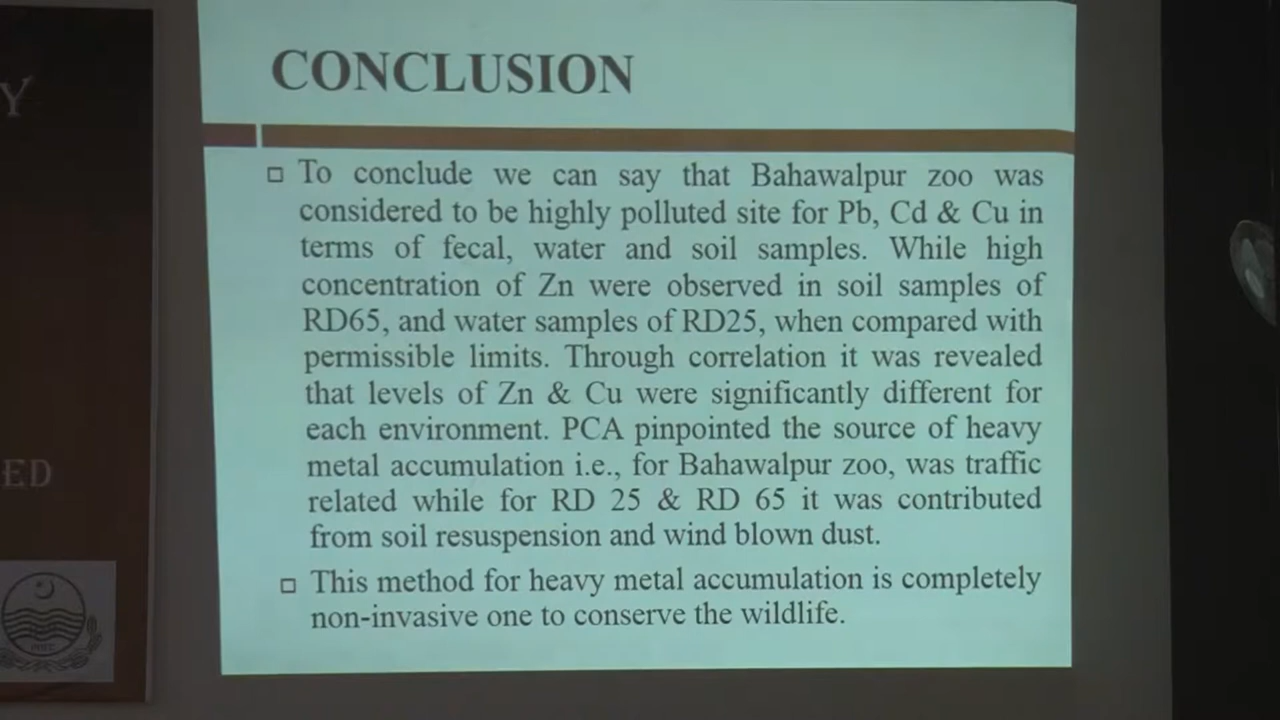 Y
ED
CONCLUSION
□ To conclude we can say that Bahawalpur zoo was
considered to be highly polluted site for Pb, Cd & Cu in
terms of fecal, water and soil samples. While high
concentration of Zn were observed in soil samples of
RD65, and water samples of RD25, when compared with
permissible limits. Through correlation it was revealed
that levels of Zn & Cu were significantly different for
each environment. PCA pinpointed the source of heavy
metal accumulation i.e., for Bahawalpur zoo, was traffic
related while for RD 25 & RD 65 it was contributed
from soil resuspension and wind blown dust.
□ This method for heavy metal accumulation is completely
non-invasive one to conserve the wildlife.